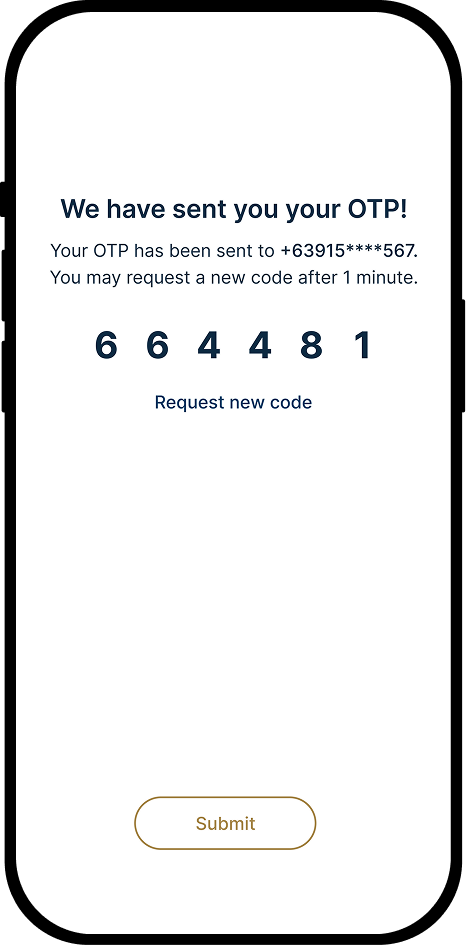 We have sent you your OTP!
Your OTP has been sent to +63915****567.
You may request a new code after 1 minute.
6 6 4 4 8 1
Request new code
Submit